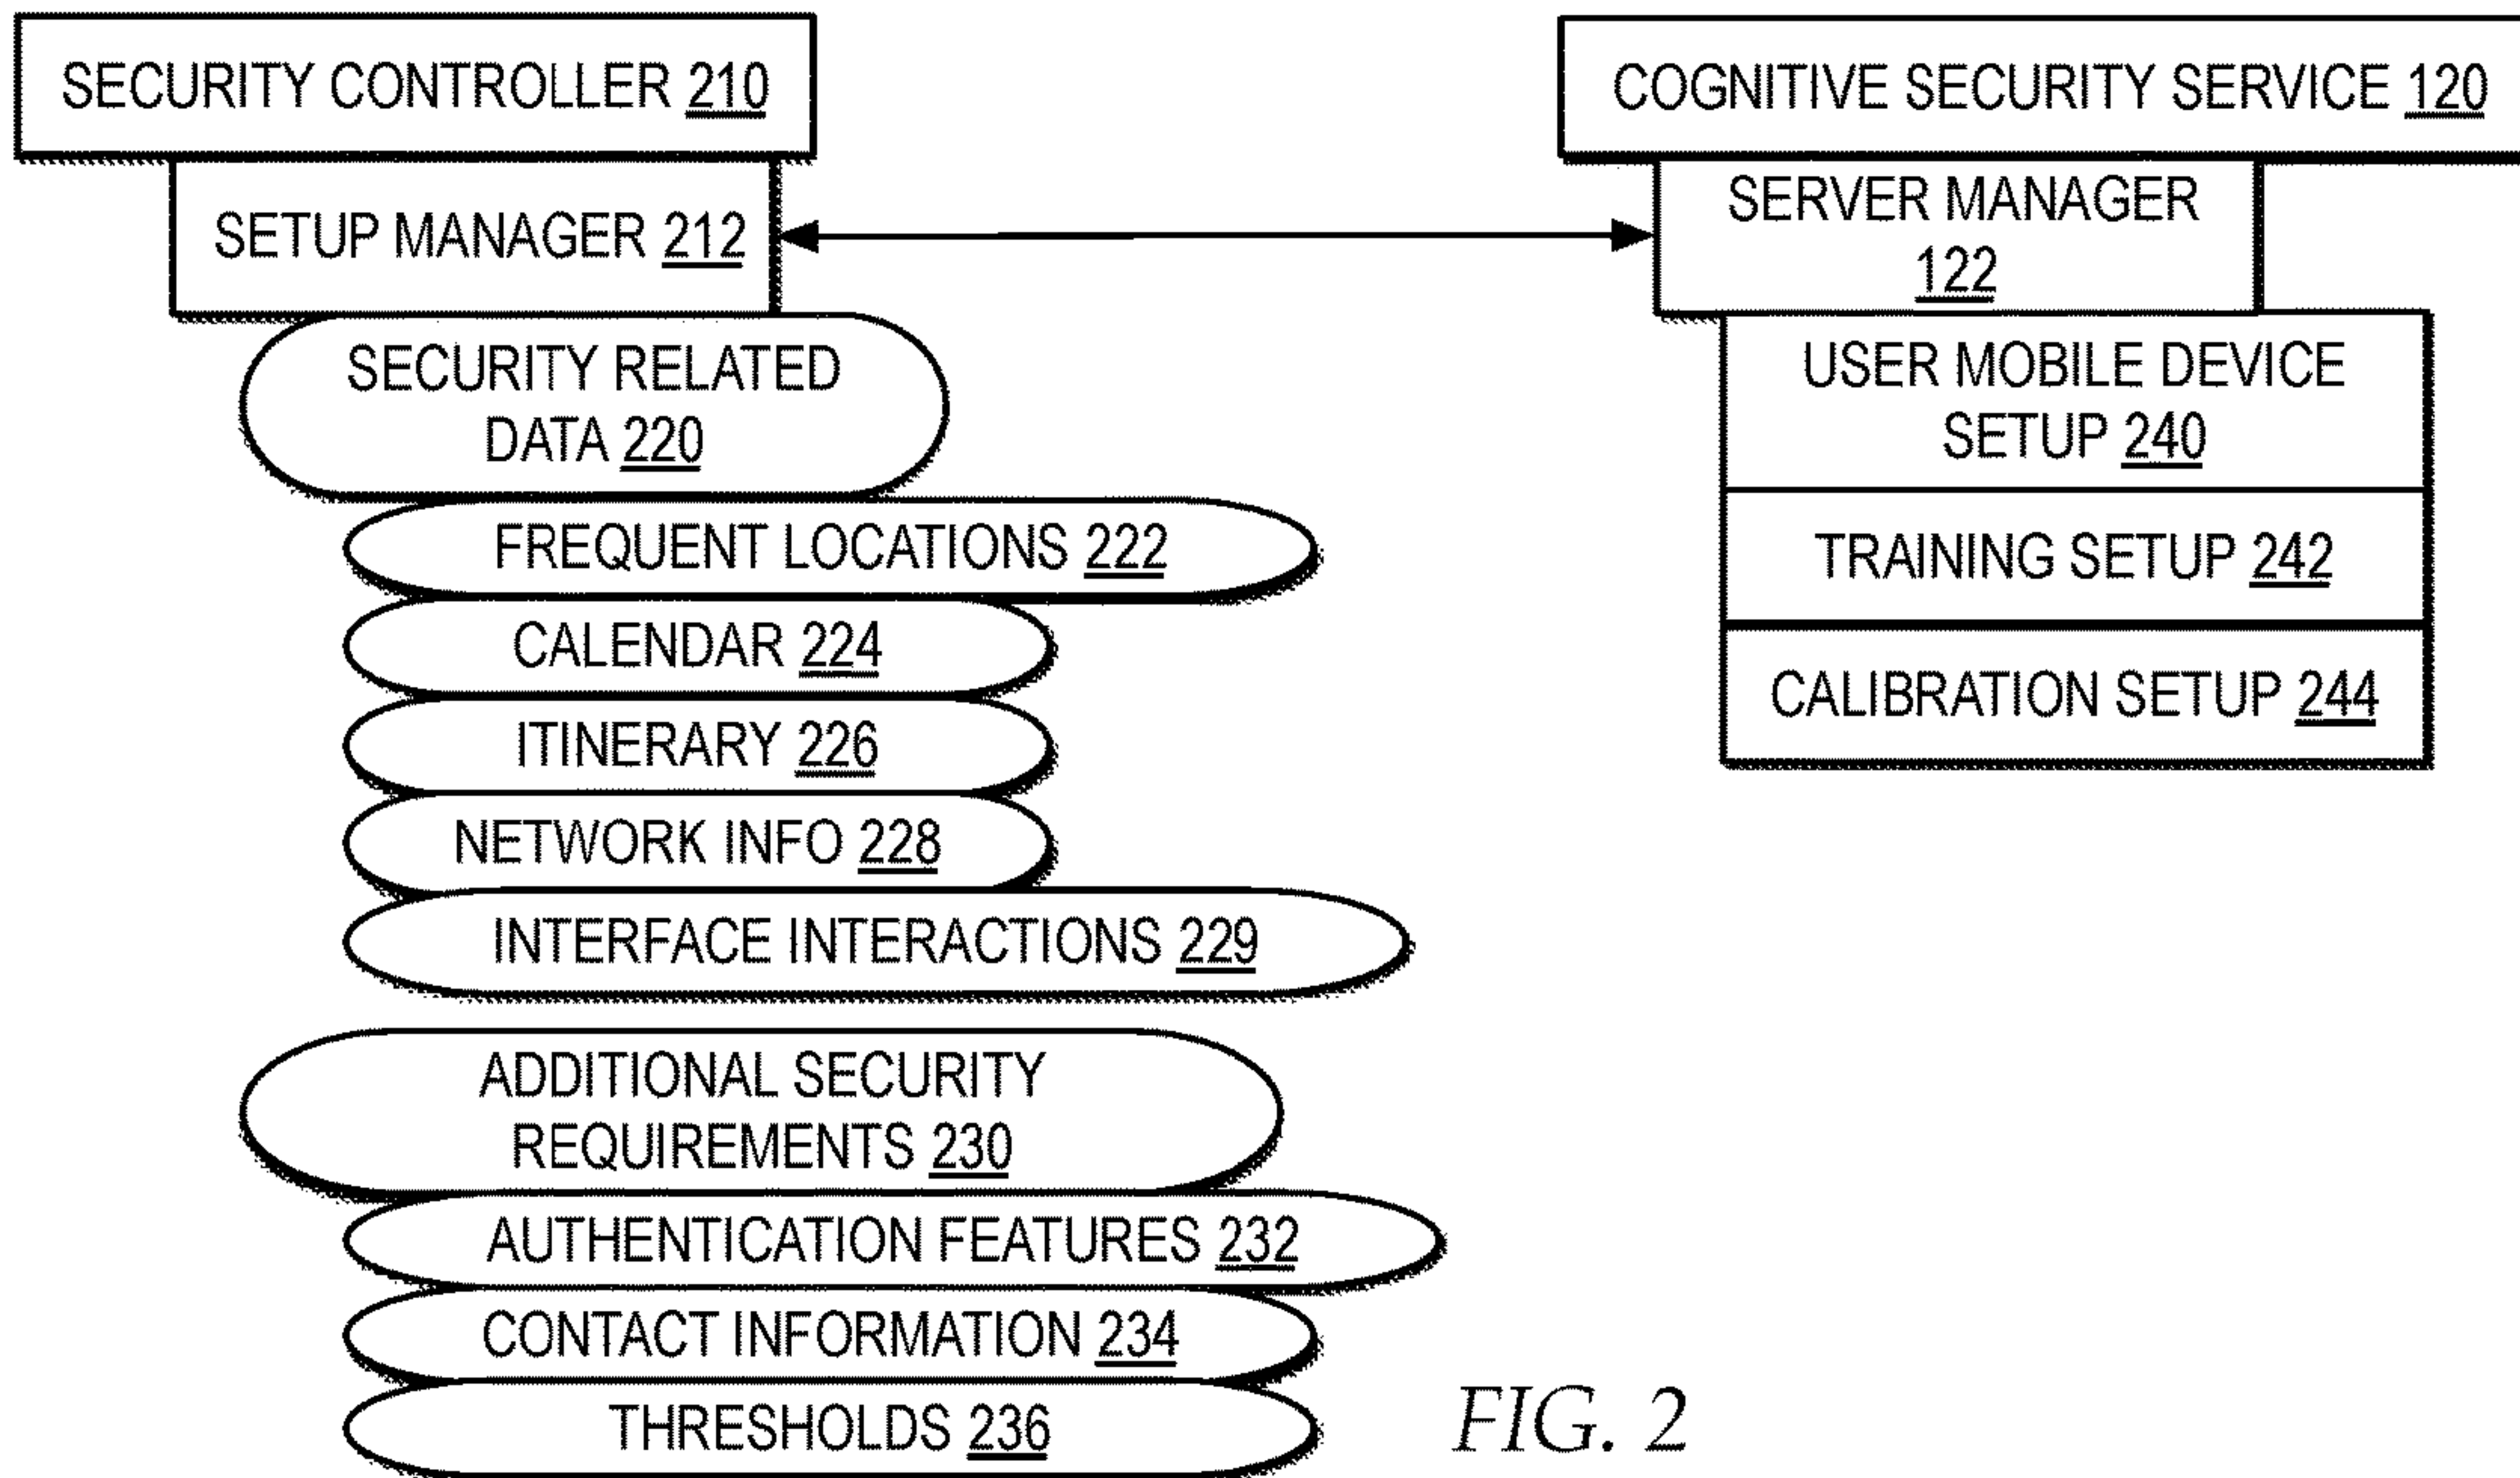 SECURITY CONTROLLER 210
SETUP MANAGER 212
SECURITY RELATED
DATA 220
FREQUENT LOCATIONS 222
CALENDAR 224
ITINERARY 226
NETWORK INFO 228
INTERFACE INTERACTIONS 229
ADDITIONAL SECURITY
REQUIREMENTS 230
AUTHENTICATION FEATURES 232
CONTACT INFORMATION 234
THRESHOLDS 236
COGNITIVE SECURITY SERVICE 120
SERVER MANAGER
122
USER MOBILE DEVICE
SETUP 240
TRAINING SETUP 242
CALIBRATION SETUP 244
FIG. 2